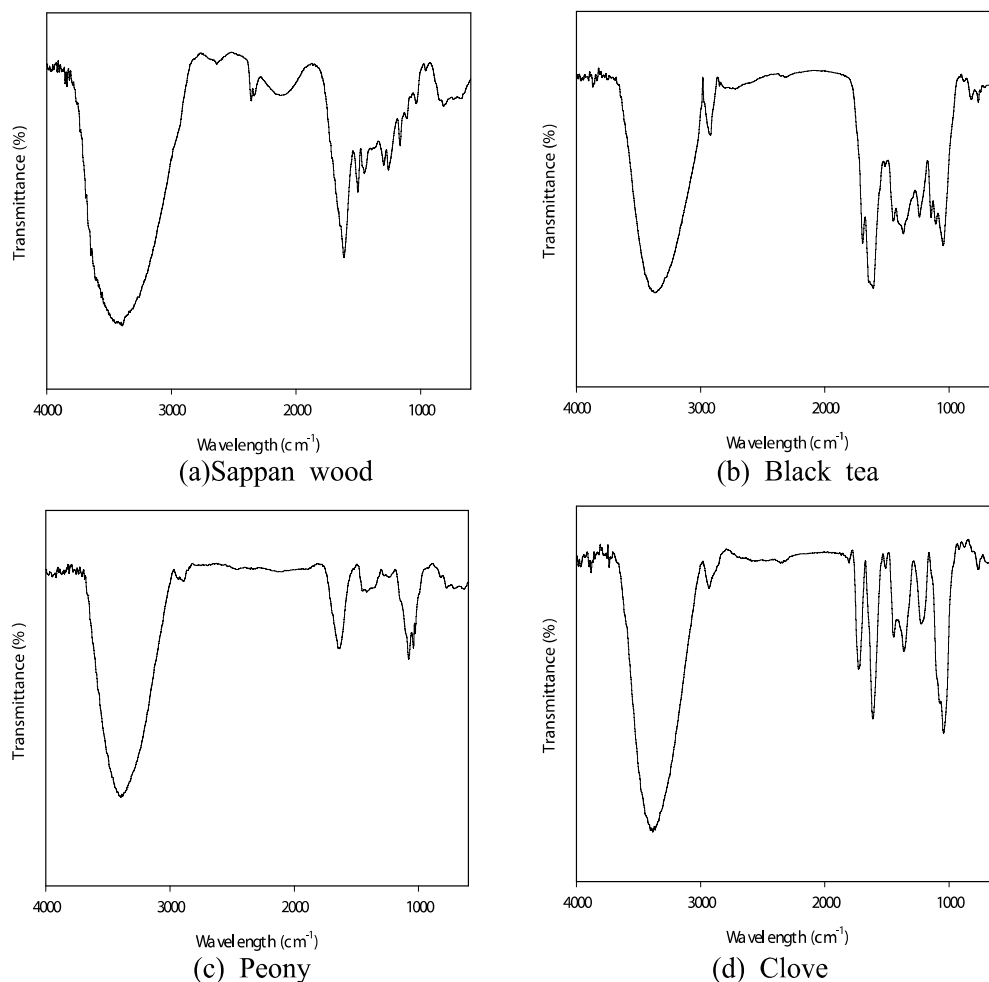 Transmittance (%)
4000 3000 2000 1000
Wavelength (cm-1)
(a)Sappan wood
Transmittance (%)
4000 3000 2000 1000
Wavelength (cm-1)
(b) Black tea
Transmittance (%)
4000 3000 2000 1000
Wavelength (cm-1)
(c) Peony
Transmittance (%)
4000 3000 2000 1000
Wavelength (cm-1)
(d) Clove